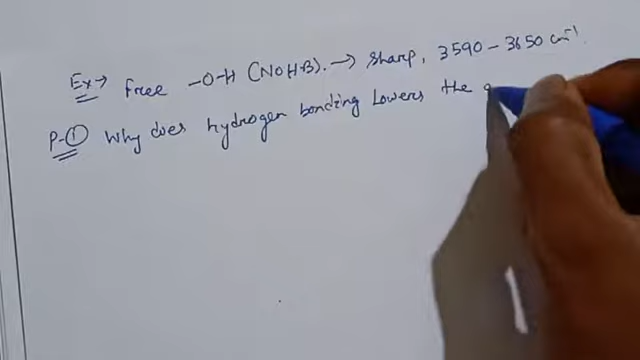 Ex→ Free -O-H (NOHB). → Sharp, 3590 - 3650 cm⁻¹.
P-① Why does hydrogen bonding Lowers the